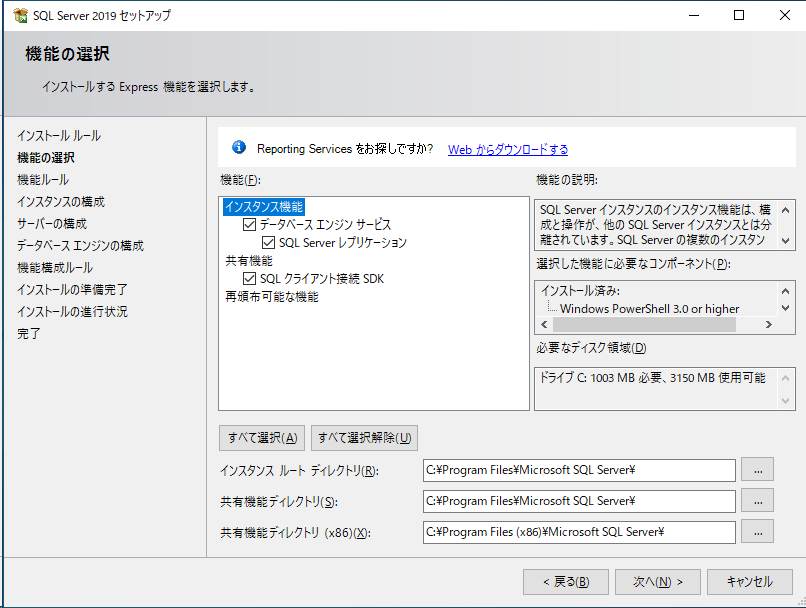 SQL Server 2019 セットアップ
機能の選択
インストールする Express 機能を選択します。
インストール ルール
機能の選択
機能ルール
インスタンスの構成
サーバーの構成
データベース エンジンの構成
機能構成ルール
インストールの準備完了
インストールの進行状況
完了
Reporting Services をお探しですか? Web からダウンロードする
機能(F):
インスタンス機能
データベース エンジン サービス
SQL Server レプリケーション
共有機能
SQL クライアント接続 SDK
再頒布可能な機能
機能の説明:
SQL Server インスタンスのインスタンス機能は、構
成と操作が、他の SQL Server インスタンスとは分
離されています。SQL Server の複数のインスタン
選択した機能に必要なコンポーネント(P):
インストール済み:
Windows PowerShell 3.0 or higher
必要なディスク領域(D)
ドライブ C: 1003 MB 必要、3150 MB 使用可能
すべて選択(A) すべて選択解除(U)
インスタンス ルート ディレクトリ(R): C:¥Program Files¥Microsoft SQL Server¥ ...
共有機能ディレクトリ(S): C:¥Program Files¥Microsoft SQL Server¥ ...
共有機能ディレクトリ (x86)(X): C:¥Program Files (x86)¥Microsoft SQL Server¥ ...
< 戻る(B) 次へ(N) > キャンセル